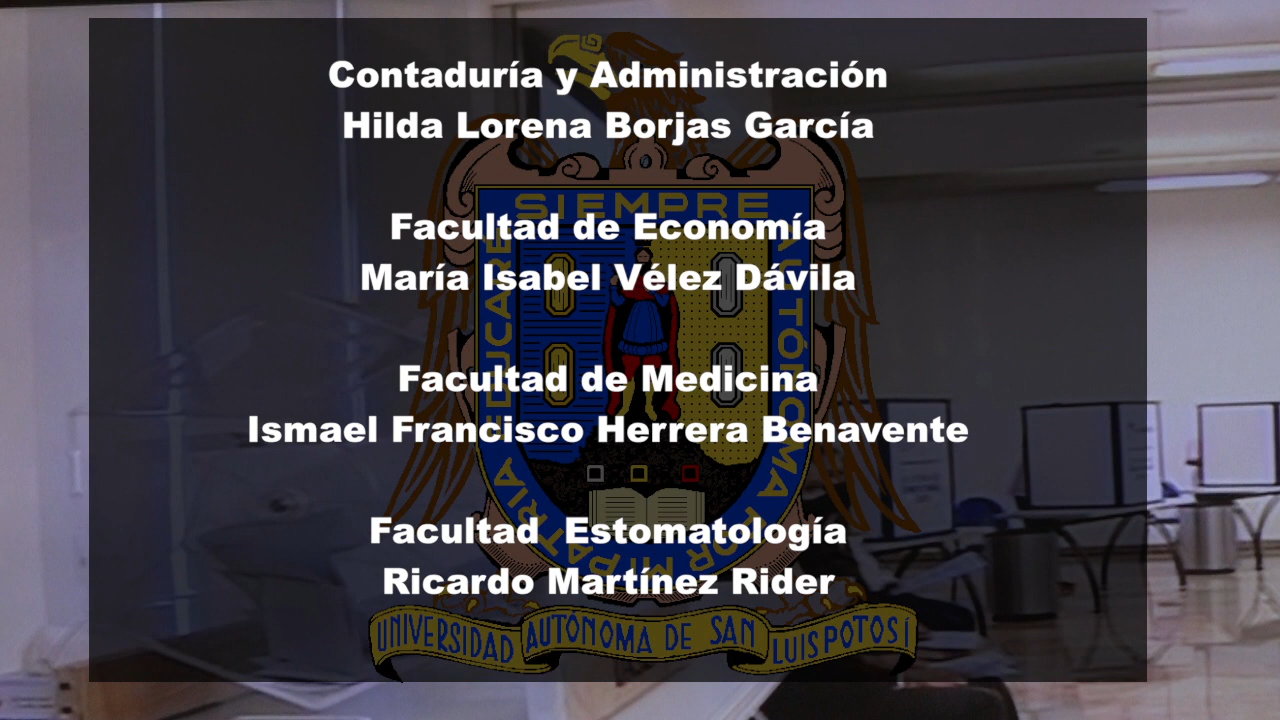 Contaduría y Administración
Hilda Lorena Borjas García
SIEMPRE AUTÓNOMA POR MI PATRIA EDUCARÉ
Facultad de Economía
María Isabel Vélez Dávila
Facultad de Medicina
Ismael Francisco Herrera Benavente
Facultad Estomatología
Ricardo Martínez Rider
UNIVERSIDAD AUTÓNOMA DE SAN LUIS POTOSÍ